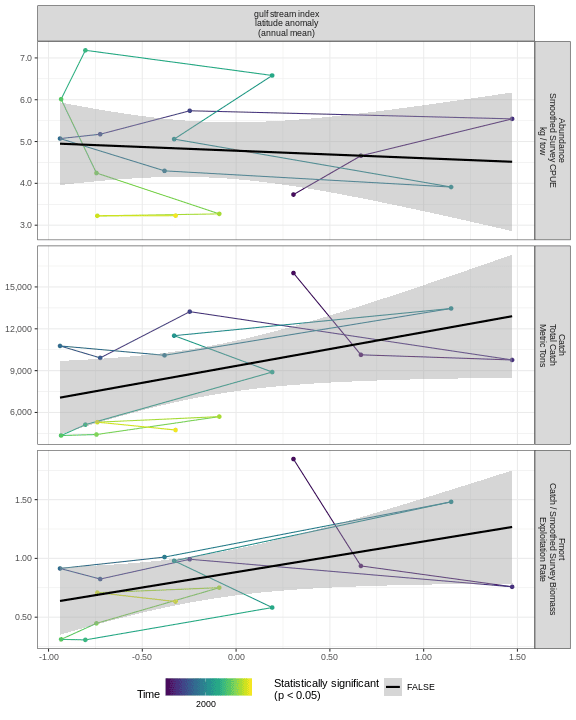 gulf stream index
latitude anomaly
(annual mean)
7.0
6.0
5.0
4.0
3.0
Abundance
Smoothed Survey CPUE
kg / tow
15,000
12,000
9,000
6,000
Catch
Total Catch
Metric Tons
1.50
1.00
0.50
Fmort
Catch / Smoothed Survey Biomass
Exploitation Rate
-1.00
-0.50
0.00
0.50
1.00
1.50
Time
2000
Statistically significant
(p < 0.05)
FALSE